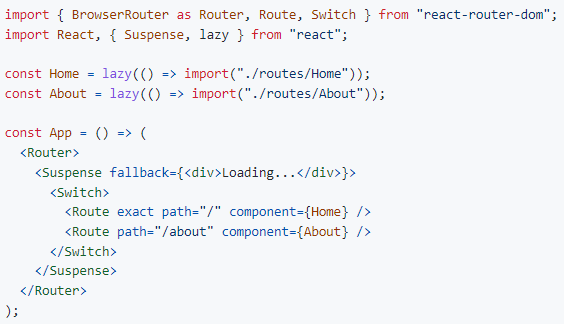 import { BrowserRouter as Router, Route, Switch } from "react-router-dom";
import React, { Suspense, lazy } from "react";

const Home = lazy(() => import("./routes/Home"));
const About = lazy(() => import("./routes/About"));

const App = () => (
  <Router>
    <Suspense fallback={<div>Loading...</div>}>
      <Switch>
        <Route exact path="/" component={Home} />
        <Route path="/about" component={About} />
      </Switch>
    </Suspense>
  </Router>
);